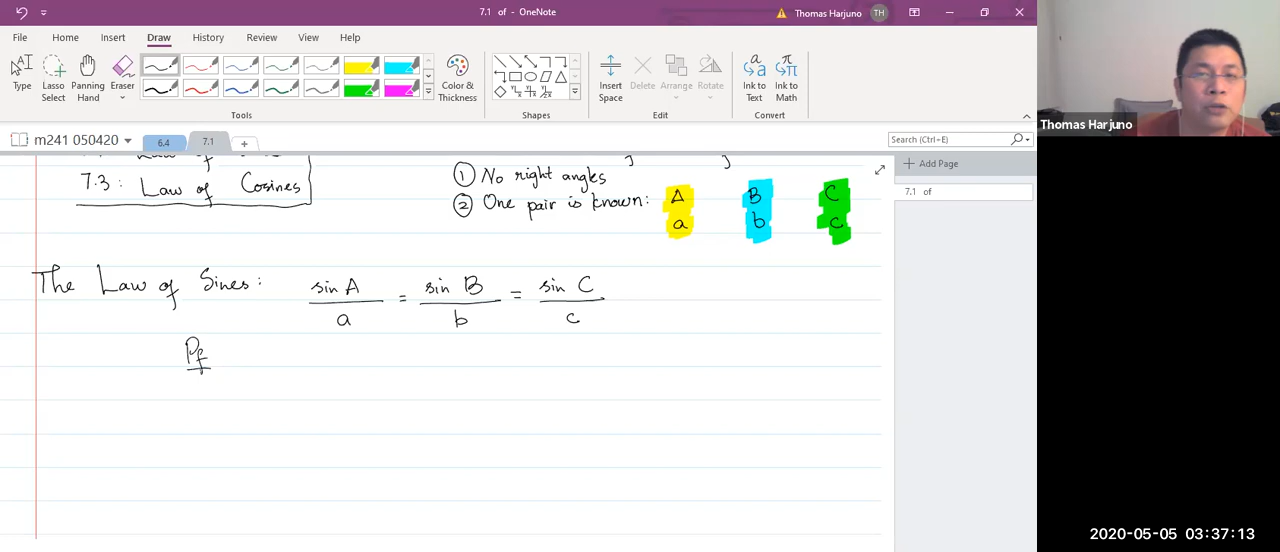 7.1 of - OneNote
Thomas Harjuno
TH
File
Home
Insert
Draw
History
Review
View
Help
Type
Lasso Select
Panning Hand
Eraser
Color & Thickness
Insert Space
Delete
Arrange
Rotate
Ink to Text
Ink to Math
Tools
Shapes
Edit
Convert
m241 050420
6.4
7.1
Search (Ctrl+E)
Add Page
7.1 of
7.3 : Law of Cosines
① No right angles
② One pair is known: A B C
a b c
The Law of Sines: sin A / a = sin B / b = sin C / c
Pf
Thomas Harjuno
2020-05-05 03:37:13